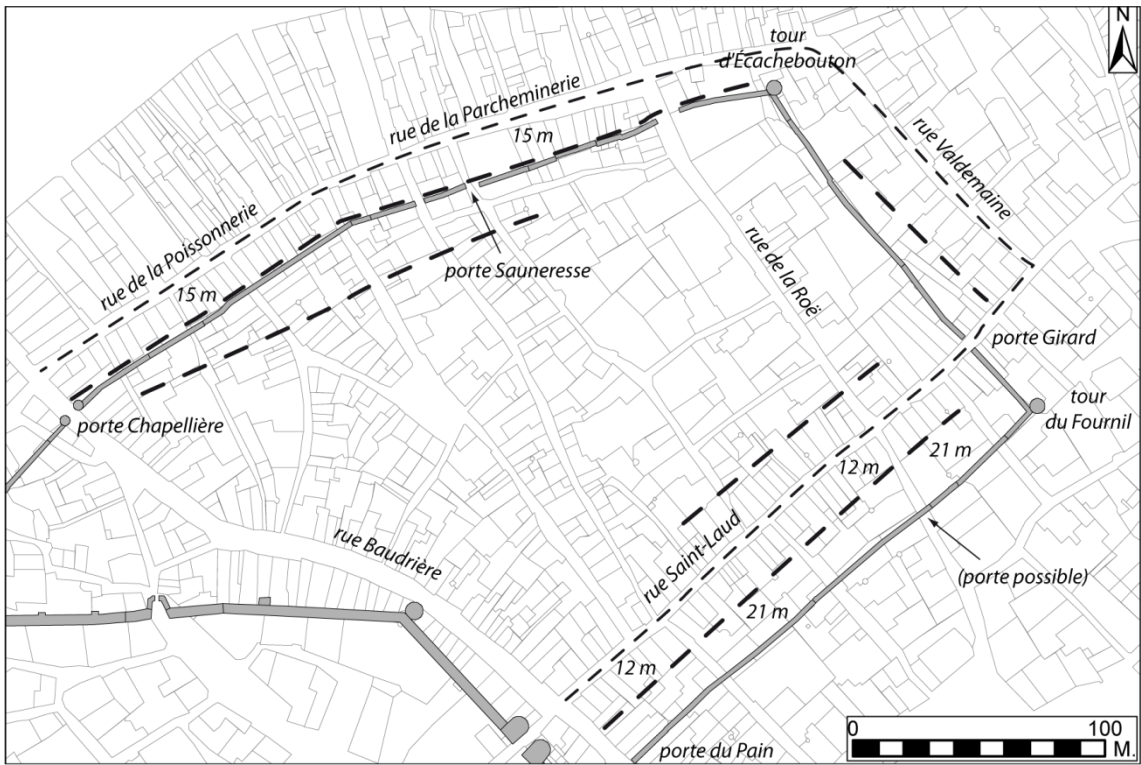 N
tour
d'Écachebouton
rue de la Parcheminerie
15 m
rue Valdemaine
rue de la Poissonnerie
15 m
porte Sauneresse
rue de la Roë
porte Girard
tour
du Fournil
porte Chapellière
12 m
21 m
rue Saint-Laud
rue Baudrière
(porte possible)
21 m
12 m
porte du Pain
0
100
M.